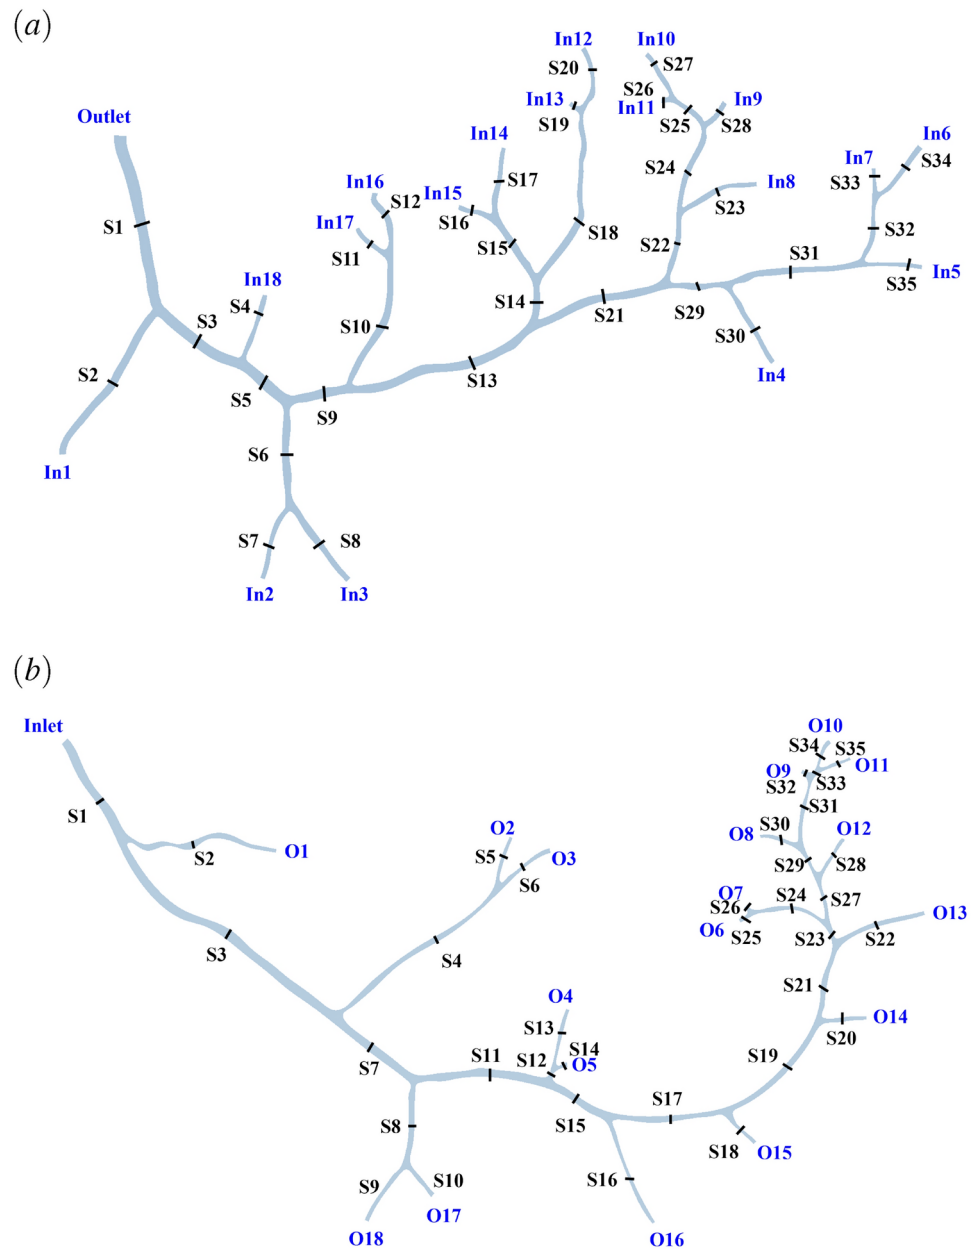 (a)
In12
In10
S20
S27
S26
In13
In11
In9
Outlet
S19
S25
S28
In14
In6
In7
S34
S24
S17
S33
In16
In8
In15
S12
S16
S23
In17
S1
S18
S32
S15
S22
S11
S31
In5
In18
S35
S4
S14
S21
S29
S3
S10
S30
S2
S13
In4
S5
S9
S6
In1
S7
S8
In2
In3
(b)
Inlet
O10
S34
S35
O9
O11
S32
S33
S31
S1
S30
O2
O8
O12
S2
O1
S5
O3
S29
S28
S6
O7
S24
S27
S26
O13
O6
S25
S23
S22
S3
S4
S21
O4
O14
S13
S20
S14
S11
S19
S12
O5
S7
S17
S15
S8
S18
O15
S9
S10
S16
O17
O18
O16